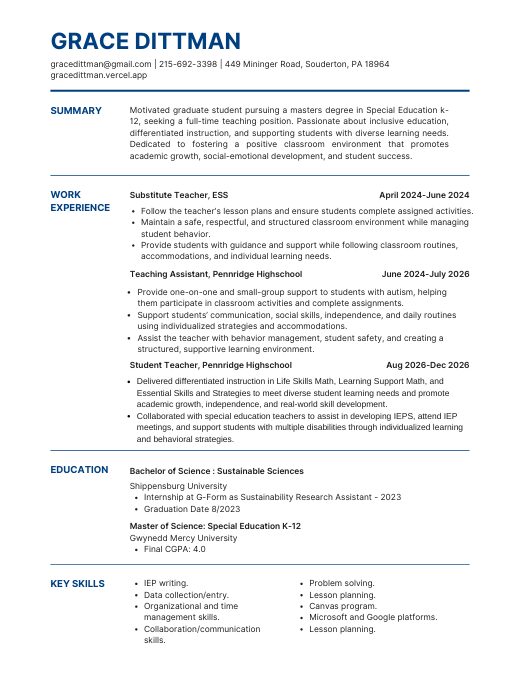 GRACE DITTMAN
gracedittman@gmail.com | 215-692-3398 | 449 Mininger Road, Souderton, PA 18964
gracedittman.vercel.app
SUMMARY
Motivated graduate student pursuing a masters degree in Special Education k-
12, seeking a full-time teaching position. Passionate about inclusive education,
differentiated instruction, and supporting students with diverse learning needs.
Dedicated to fostering a positive classroom environment that promotes
academic growth, social-emotional development, and student success.
WORK
EXPERIENCE
Substitute Teacher, ESS April 2024-June 2024
• Follow the teacher's lesson plans and ensure students complete assigned activities.
• Maintain a safe, respectful, and structured classroom environment while managing
student behavior.
• Provide students with guidance and support while following classroom routines,
accommodations, and individual learning needs.
Teaching Assistant, Pennridge Highschool June 2024-July 2026
• Provide one-on-one and small-group support to students with autism, helping
them participate in classroom activities and complete assignments.
• Support students' communication, social skills, independence, and daily routines
using individualized strategies and accommodations.
• Assist the teacher with behavior management, student safety, and creating a
structured, supportive learning environment.
Student Teacher, Pennridge Highschool Aug 2026-Dec 2026
• Delivered differentiated instruction in Life Skills Math, Learning Support Math, and
Essential Skills and Strategies to meet diverse student learning needs and promote
academic growth, independence, and real-world skill development.
• Collaborated with special education teachers to assist in developing IEPS, attend IEP
meetings, and support students with multiple disabilities through individualized learning
and behavioral strategies.
EDUCATION
Bachelor of Science : Sustainable Sciences
Shippensburg University
• Internship at G-Form as Sustainability Research Assistant - 2023
• Graduation Date 8/2023
Master of Science: Special Education K-12
Gwynedd Mercy University
• Final CGPA: 4.0
KEY SKILLS
• IEP writing.
• Data collection/entry.
• Organizational and time
management skills.
• Collaboration/communication
skills.
• Problem solving.
• Lesson planning.
• Canvas program.
• Microsoft and Google platforms.
• Lesson planning.